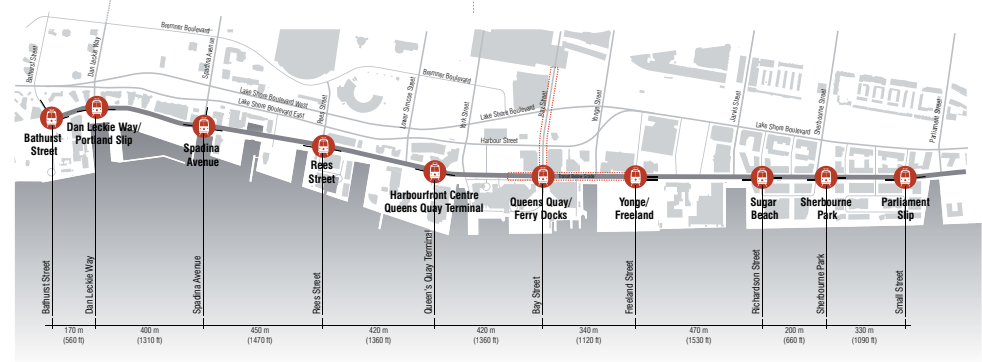 Bremner Boulevard
Bathurst Street
Dan leckie Way
Spadina Avenue
Lake Shore Boulevard West
Lake Shore Boulevard East
Rees Street
Bremner Boulevard
Lower Simcoe Street
York Street
Lake Shore Boulevard
Harbour Street
Bay Street
Yonge Street
Jarvis Street
Lake Shore Boulevard
Sherbourne Street
Parliament Street
Bathurst
Street
Dan Leckie Way/
Portland Slip
Spadina
Avenue
Rees
Street
Harbourfront Centre
Queens Quay Terminal
Queens Quay/
Ferry Docks
Yonge/
Freeland
Sugar
Beach
Sherbourne
Park
Parliament
Slip
Bathurst Street
Dan Leckie Way
Spadina Avenue
Rees Street
Queen's Quay Terminal
Bay Street
Freeland Street
Richardson Street
Sherbourne Park
Small Street
170 m
(560 ft)
400 m
(1310 ft)
450 m
(1470 ft)
420 m
(1360 ft)
420 m
(1360 ft)
340 m
(1120 ft)
470 m
(1530 ft)
200 m
(660 ft)
330 m
(1090 ft)